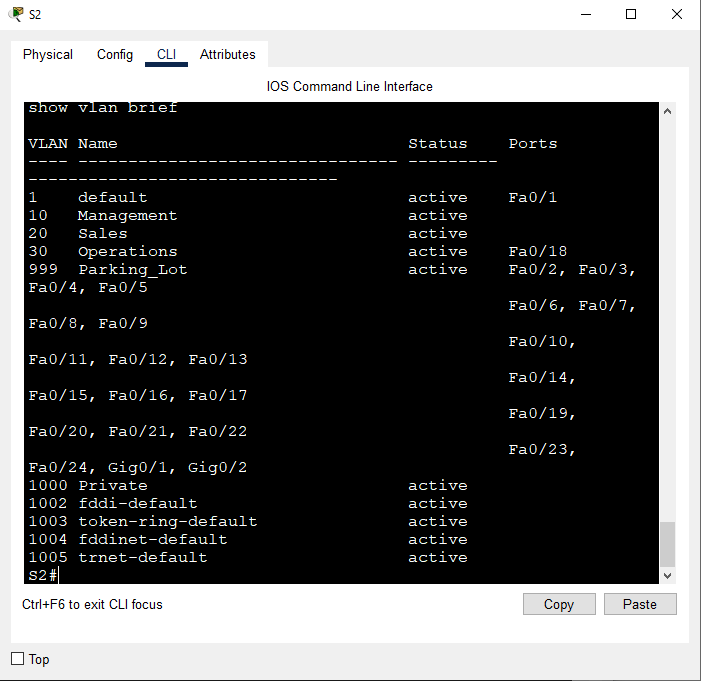 S2
Physical Config CLI Attributes
IOS Command Line Interface
show vlan brief
VLAN Name Status Ports
---- -------------------------------- ---------
-------------------------------
1 default active Fa0/1
10 Management active
20 Sales active
30 Operations active Fa0/18
999 Parking_Lot active Fa0/2, Fa0/3,
Fa0/4, Fa0/5
Fa0/6, Fa0/7,
Fa0/8, Fa0/9
Fa0/10,
Fa0/11, Fa0/12, Fa0/13
Fa0/14,
Fa0/15, Fa0/16, Fa0/17
Fa0/19,
Fa0/20, Fa0/21, Fa0/22
Fa0/23,
Fa0/24, Gig0/1, Gig0/2
1000 Private active
1002 fddi-default active
1003 token-ring-default active
1004 fddinet-default active
1005 trnet-default active
S2#
Ctrl+F6 to exit CLI focus
Copy Paste
Top